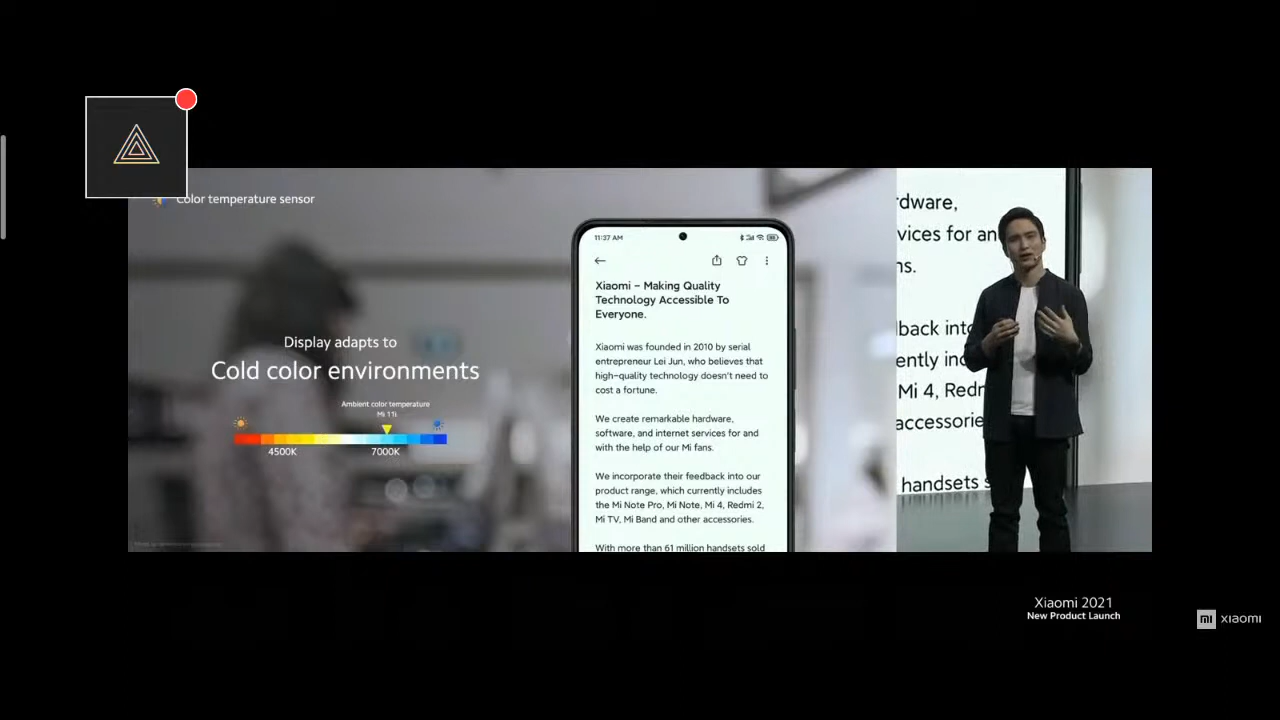 Color temperature sensor
Display adapts to
Cold color environments
Ambient color temperature
Mi 11i
4500K
7000K
11:37 AM
Xiaomi – Making Quality
Technology Accessible To
Everyone.
Xiaomi was founded in 2010 by serial
entrepreneur Lei Jun, who believes that
high-quality technology doesn't need to
cost a fortune.
We create remarkable hardware,
software, and internet services for and
with the help of our Mi fans.
We incorporate their feedback into our
product range, which currently includes
the Mi Note Pro, Mi Note, Mi 4, Redmi 2,
Mi TV, Mi Band and other accessories.
With more than 61 million handsets sold
rdware,
vices for an
ns.
back into
ently inc
Mi 4, Redr
accessorie
handsets s
Xiaomi 2021
New Product Launch
mi xiaomi